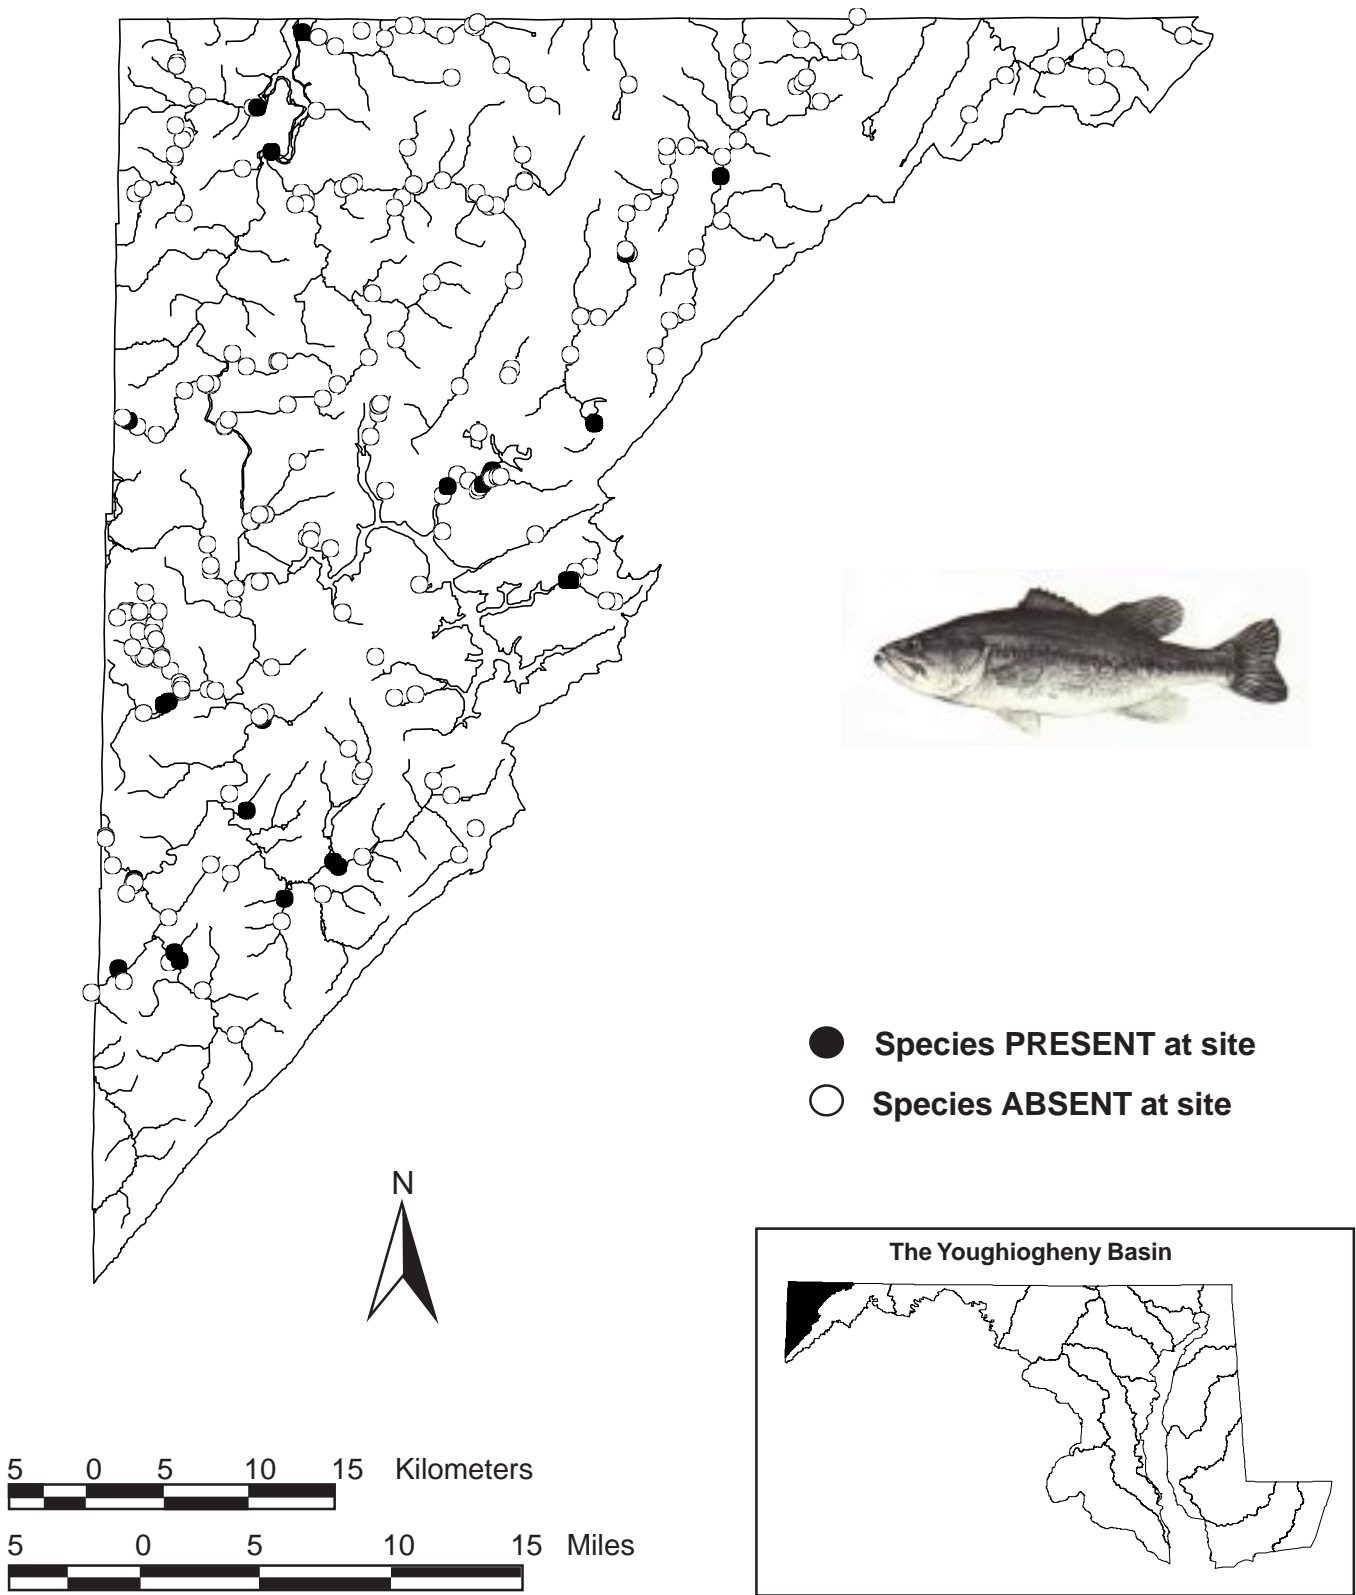 Species PRESENT at site
Species ABSENT at site
N
The Youghiogheny Basin
5 0 5 10 15 Kilometers
5 0 5 10 15 Miles